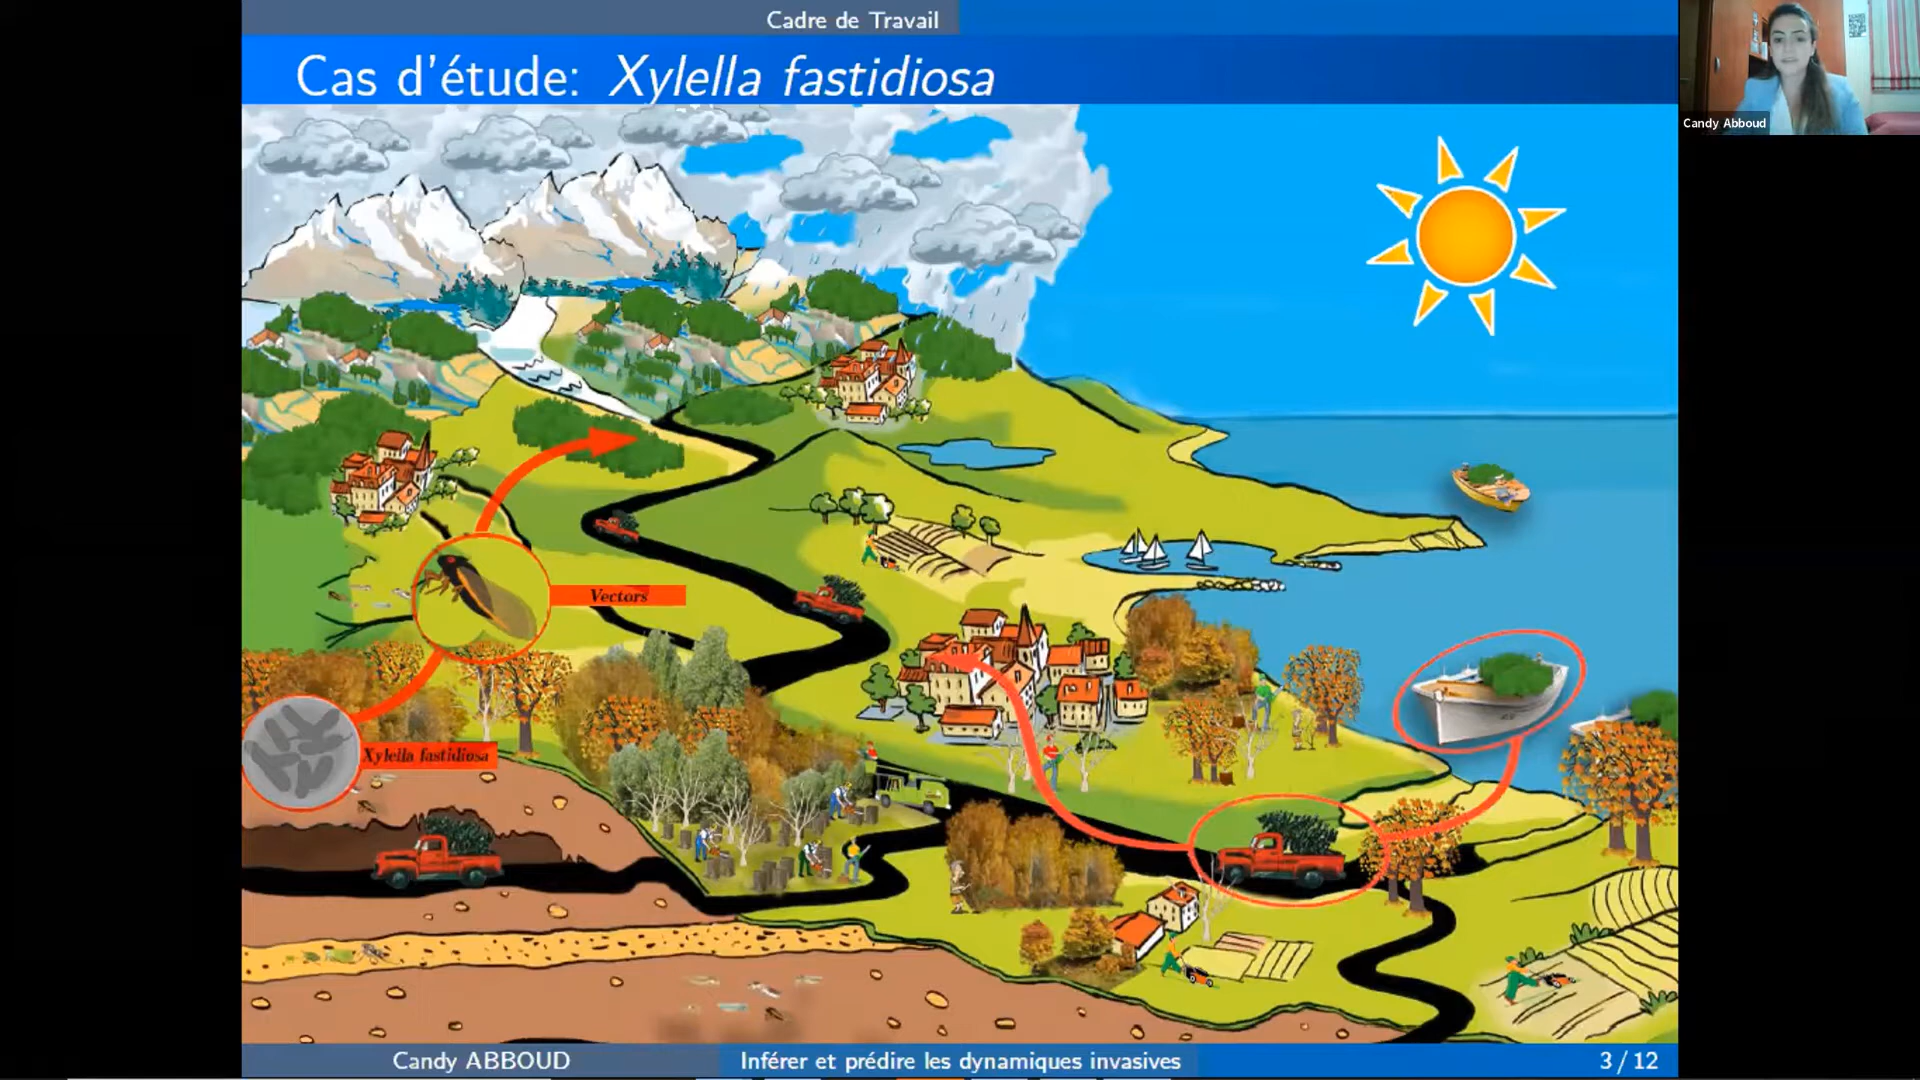 Cadre de Travail
Cas d'étude: Xylella fastidiosa
Candy Abboud
Vectors
Xylella fastidiosa
Candy ABBOUD
Inférer et prédire les dynamiques invasives
3 / 12